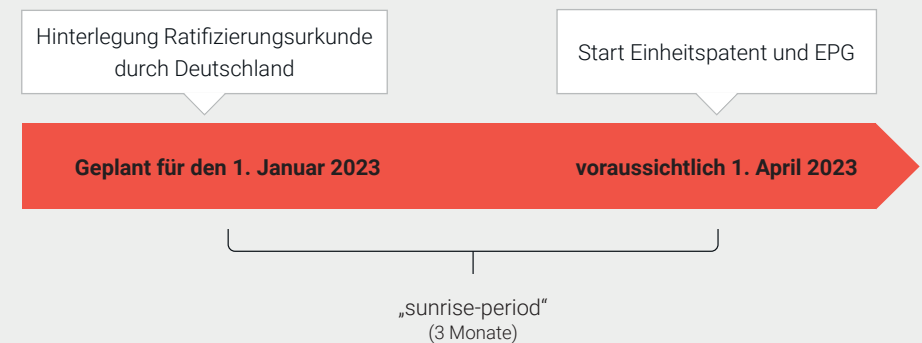 Hinterlegung Ratifizierungsurkunde
durch Deutschland
Start Einheitspatent und EPG
Geplant für den 1. Januar 2023
voraussichtlich 1. April 2023
„sunrise-period“
(3 Monate)